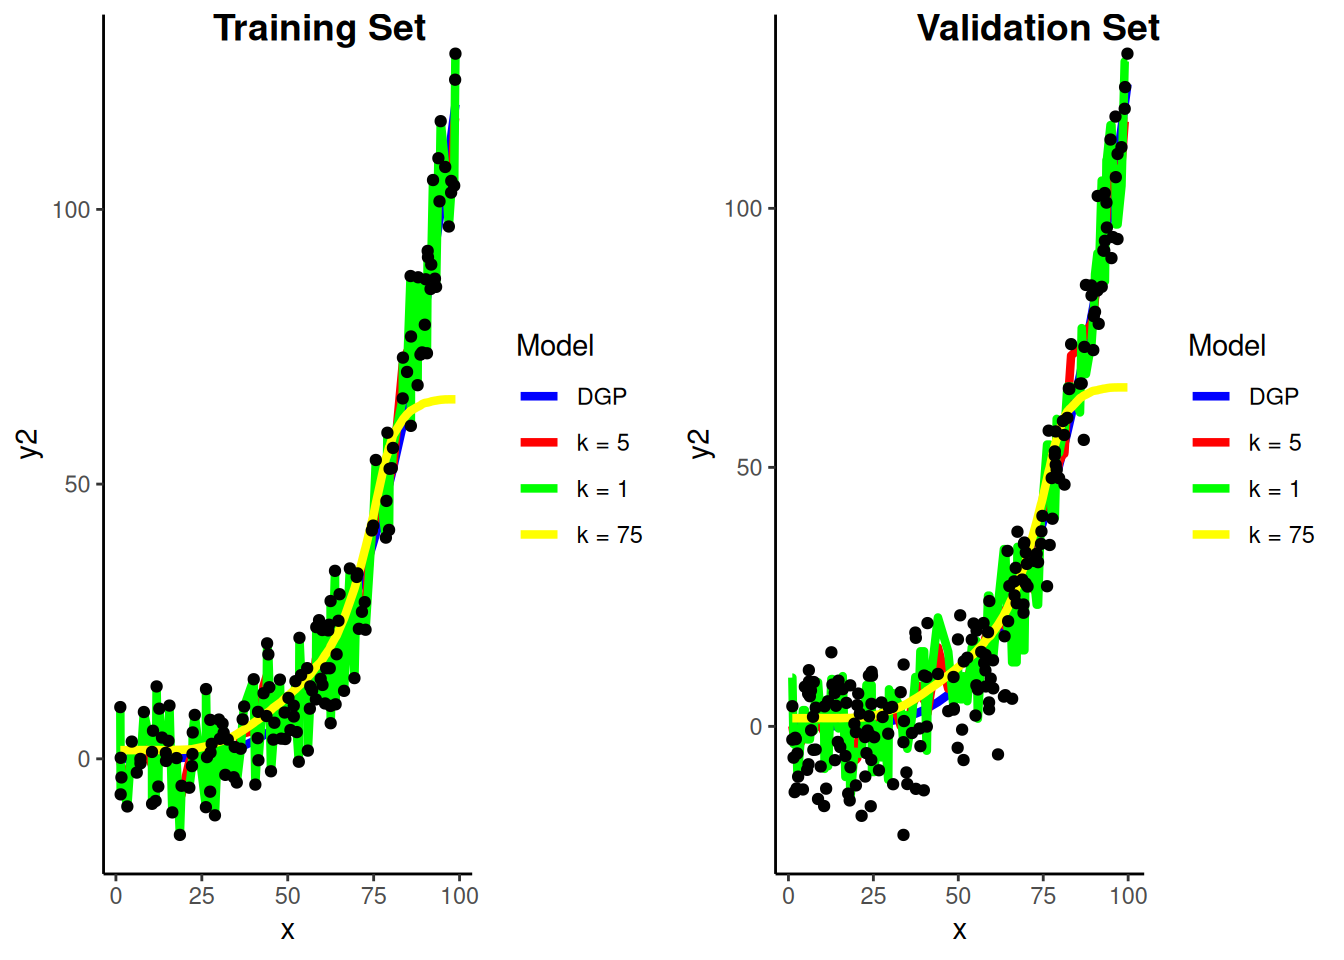 Training Set
y2
100
50
0
0 25 50 75 100
x
Model
DGP
k = 5
k = 1
k = 75
Validation Set
y2
100
50
0
0 25 50 75 100
x
Model
DGP
k = 5
k = 1
k = 75